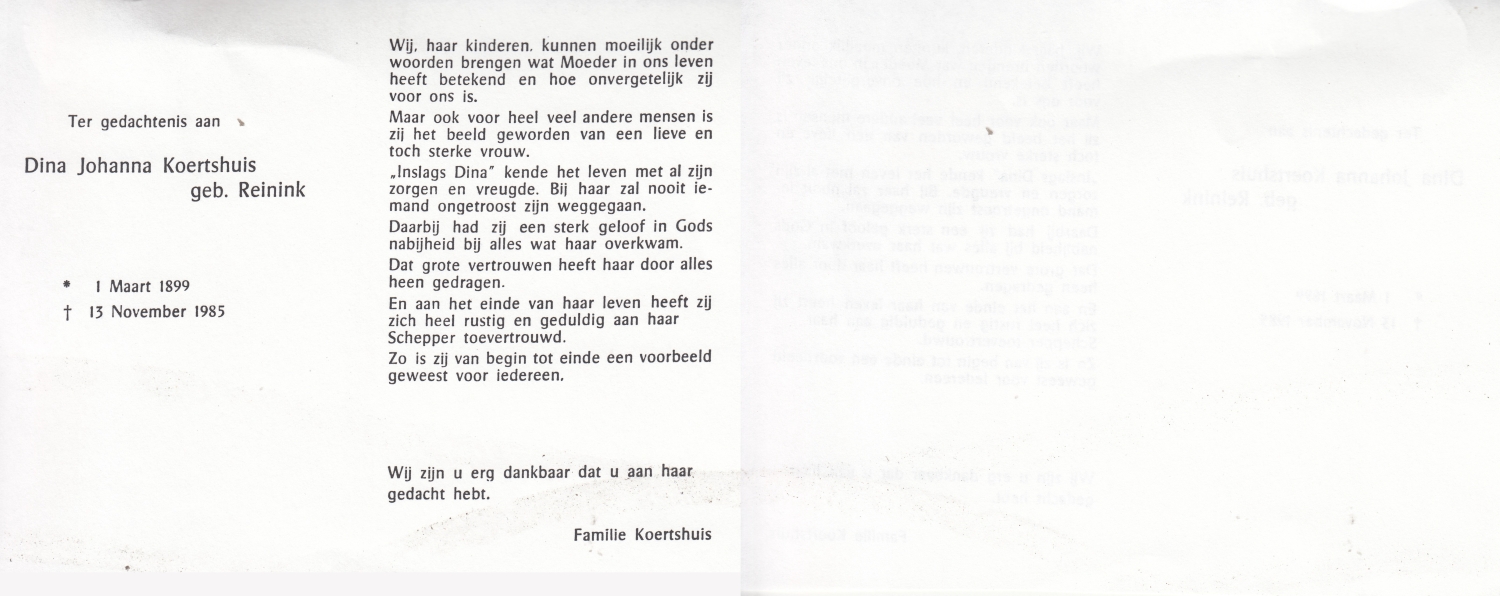 Ter gedachtenis aan
Dina Johanna Koertshuis
geb. Reinink
* 1 Maart 1899
† 13 November 1985
Wij, haar kinderen, kunnen moeilijk onder
woorden brengen wat Moeder in ons leven
heeft betekend en hoe onvergetelijk zij
voor ons is.
Maar ook voor heel veel andere mensen is
zij het beeld geworden van een lieve en
toch sterke vrouw.
„Inslags Dina” kende het leven met al zijn
zorgen en vreugde. Bij haar zal nooit ie-
mand ongetroost zijn weggegaan.
Daarbij had zij een sterk geloof in Gods
nabijheid bij alles wat haar overkwam.
Dat grote vertrouwen heeft haar door alles
heen gedragen.
En aan het einde van haar leven heeft zij
zich heel rustig en geduldig aan haar
Schepper toevertrouwd.
Zo is zij van begin tot einde een voorbeeld
geweest voor iedereen.
Wij zijn u erg dankbaar dat u aan haar
gedacht hebt.
Familie Koertshuis